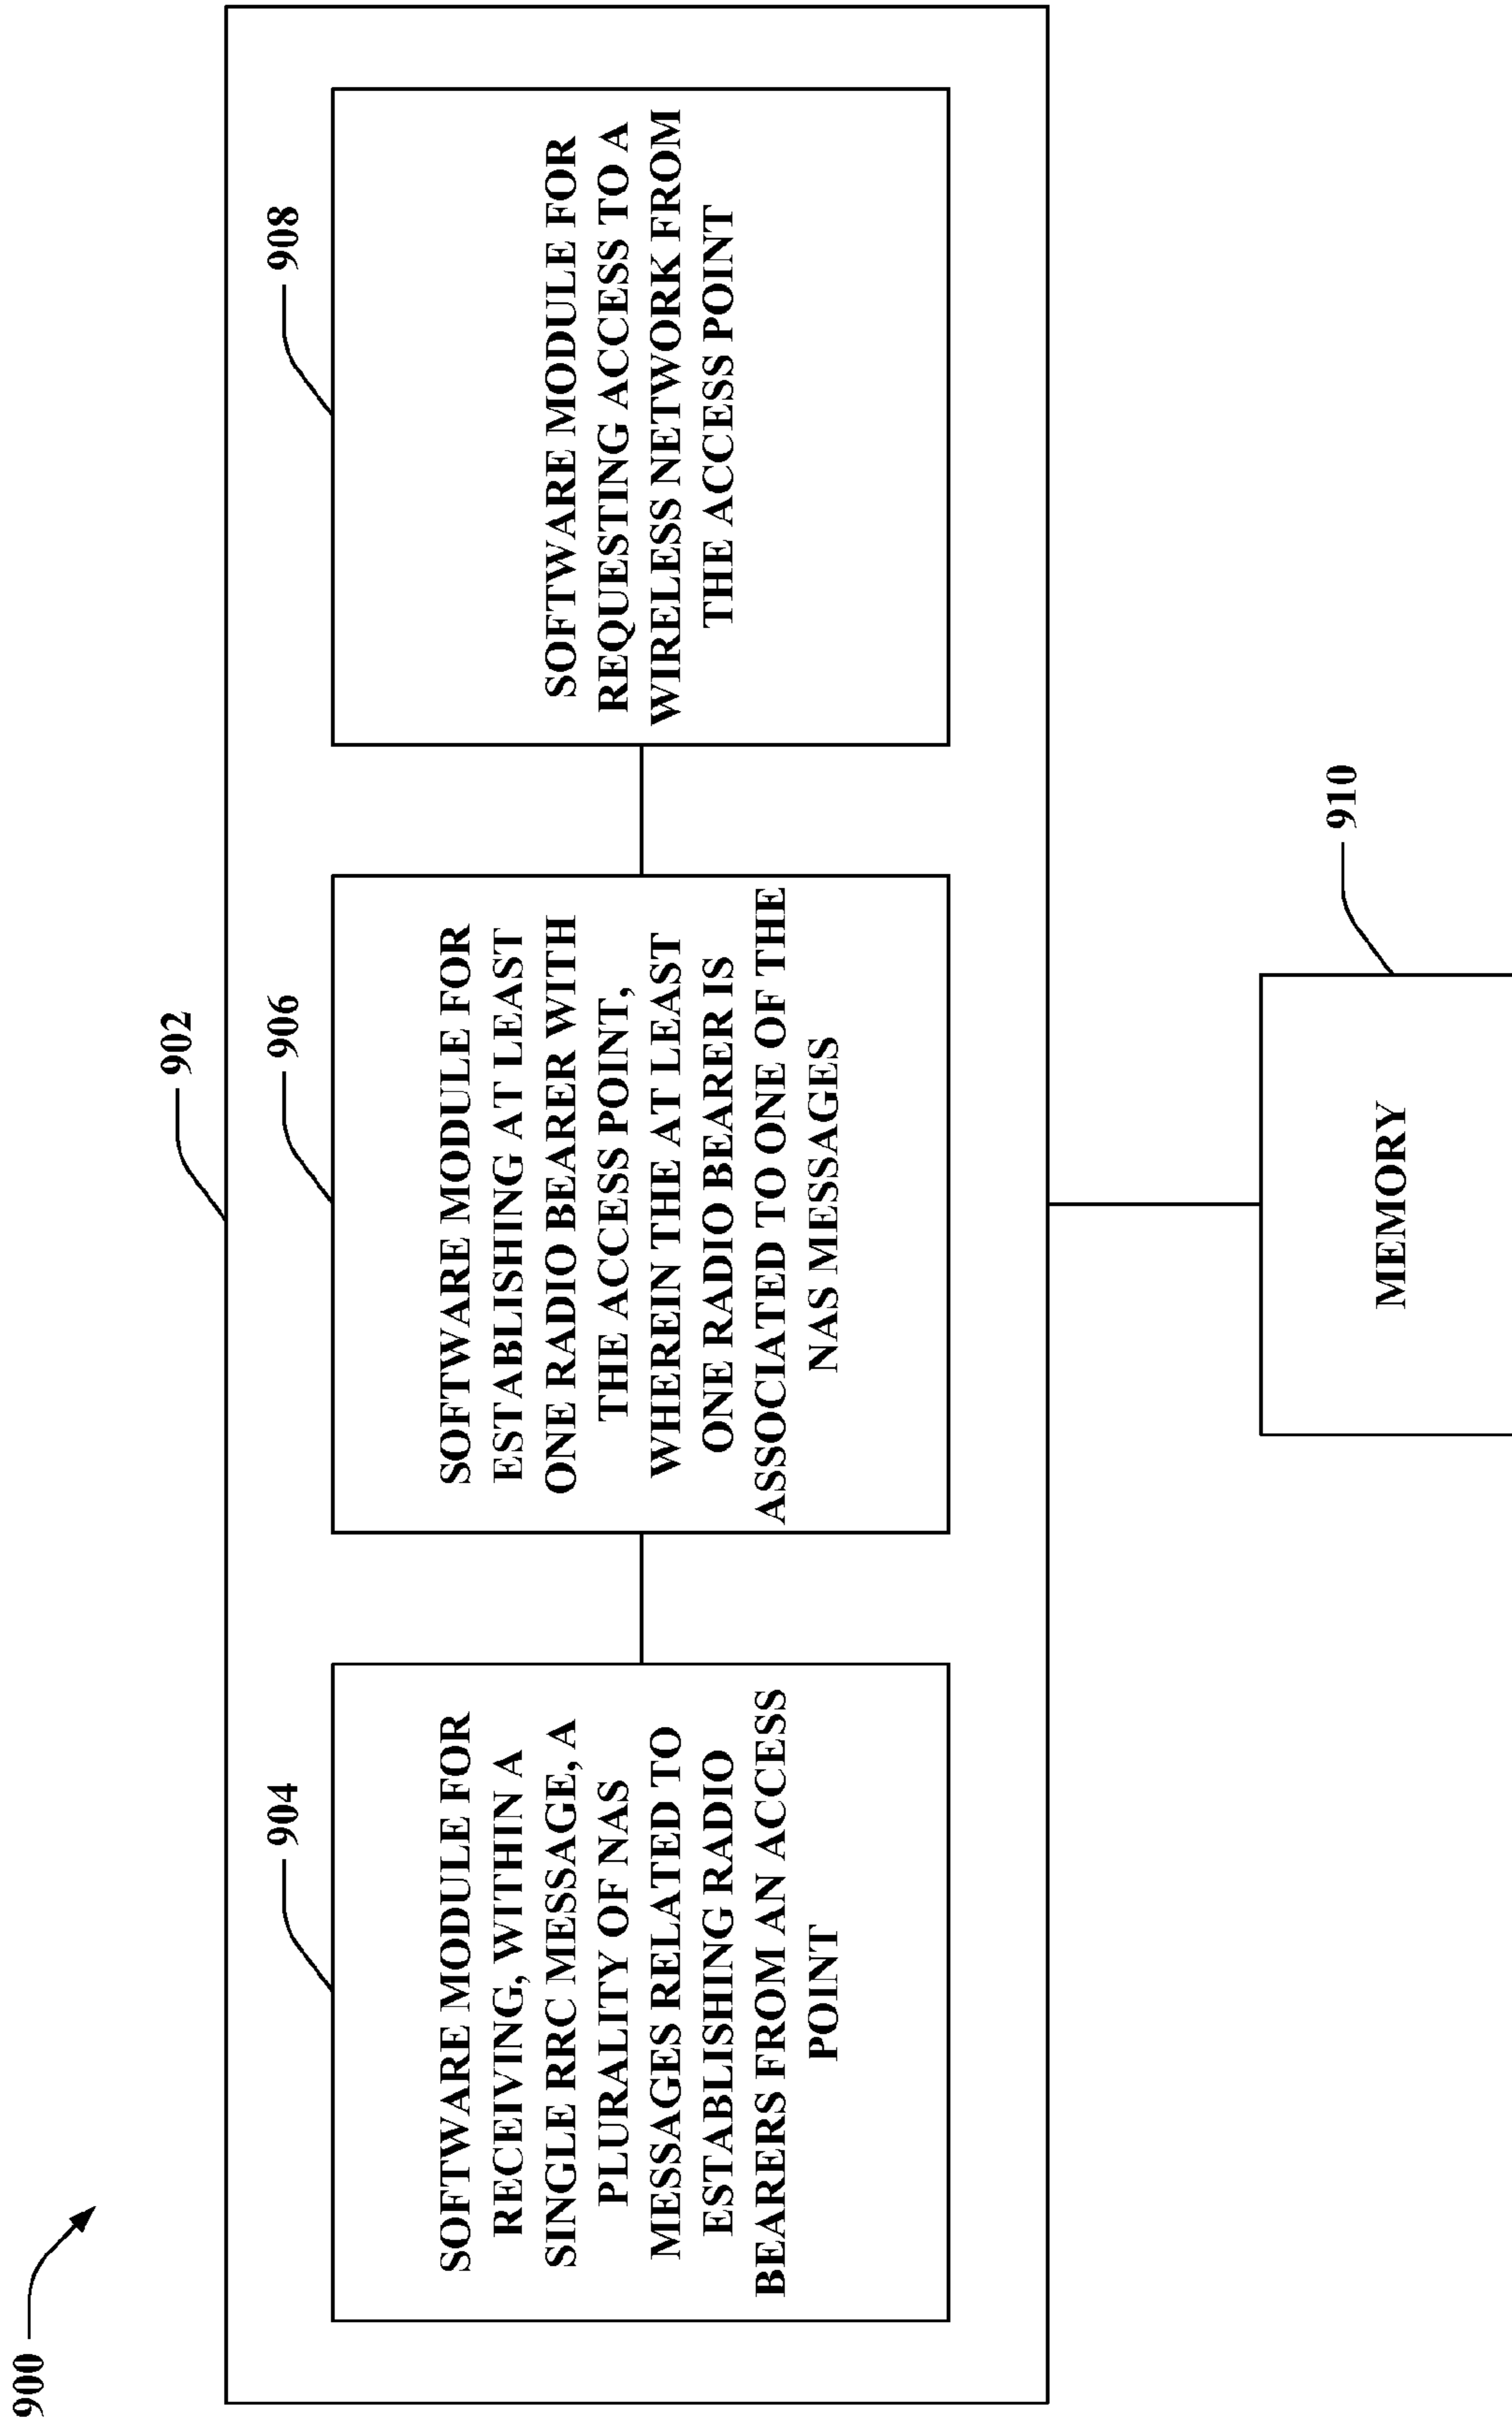 900
902
904
SOFTWARE MODULE FOR
RECEIVING, WITHIN A
SINGLE RRC MESSAGE, A
PLURALITY OF NAS
MESSAGES RELATED TO
ESTABLISHING RADIO
BEARERS FROM AN ACCESS
POINT
906
SOFTWARE MODULE FOR
ESTABLISHING AT LEAST
ONE RADIO BEARER WITH
THE ACCESS POINT,
WHEREIN THE AT LEAST
ONE RADIO BEARER IS
ASSOCIATED TO ONE OF THE
NAS MESSAGES
908
SOFTWARE MODULE FOR
REQUESTING ACCESS TO A
WIRELESS NETWORK FROM
THE ACCESS POINT
910
MEMORY